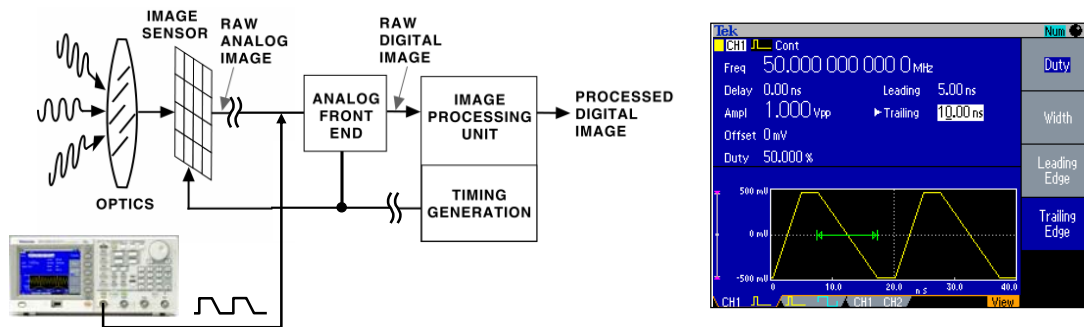 IMAGE
SENSOR
RAW
ANALOG
IMAGE
RAW
DIGITAL
IMAGE
ANALOG
FRONT
END
IMAGE
PROCESSING
UNIT
PROCESSED
DIGITAL
IMAGE
OPTICS
TIMING
GENERATION
Tek Num
CH1 Cont
Freq 50.000 000 000 0 MHz
Delay 0.00 ns Leading 5.00 ns
Ampl 1.000 Vpp Trailing 10.00 ns
Offset 0 mV
Duty 50.000 %
Duty
Width
Leading
Edge
Trailing
Edge
500 mV
0 mV
-500 mV
0 10.0 20.0 30.0 40.0
ns
CH1 CH1 CH2 View